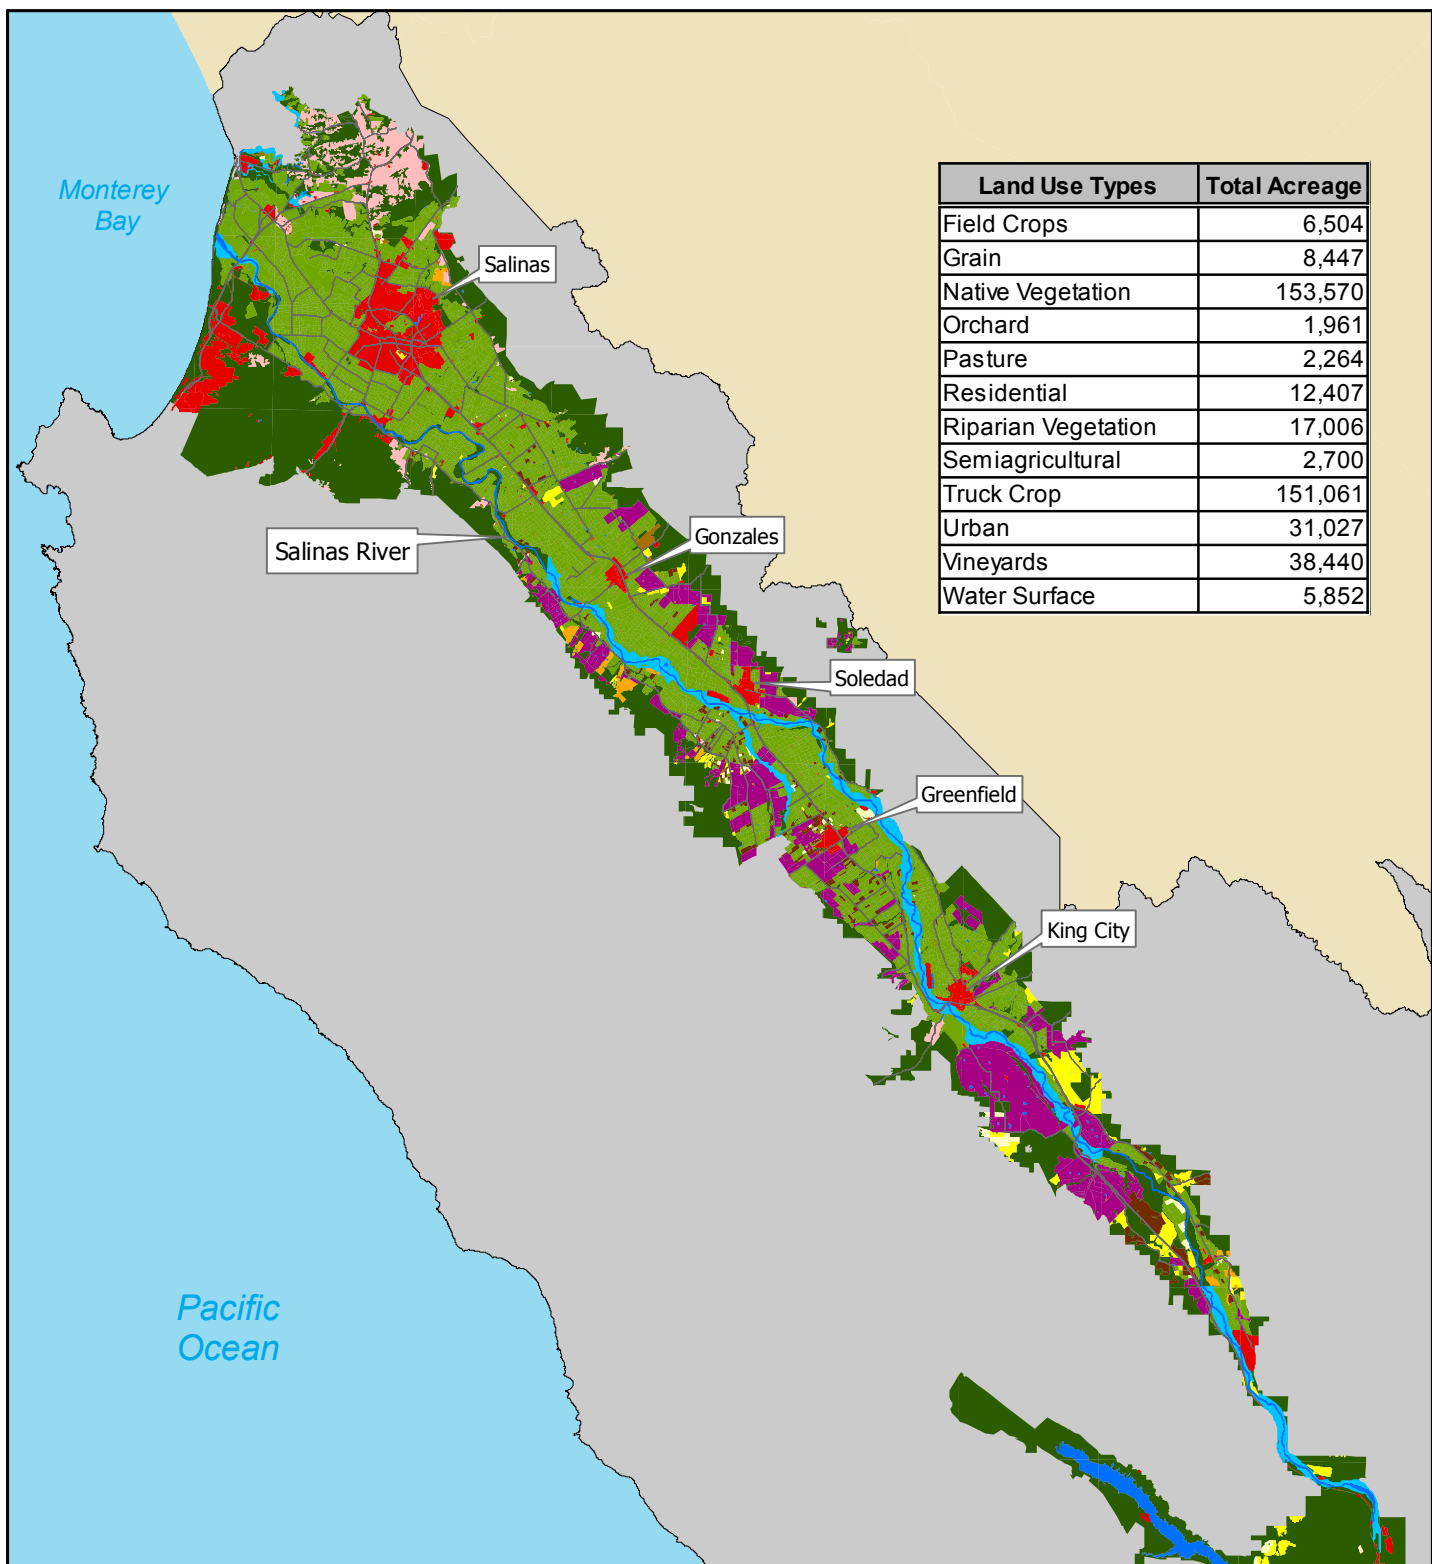 Monterey
Bay
Land Use Types Total Acreage
Field Crops 6,504
Grain 8,447
Native Vegetation 153,570
Orchard 1,961
Pasture 2,264
Residential 12,407
Riparian Vegetation 17,006
Semiagricultural 2,700
Truck Crop 151,061
Urban 31,027
Vineyards 38,440
Water Surface 5,852
Salinas
Salinas River
Gonzales
Soledad
Greenfield
King City
Pacific
Ocean